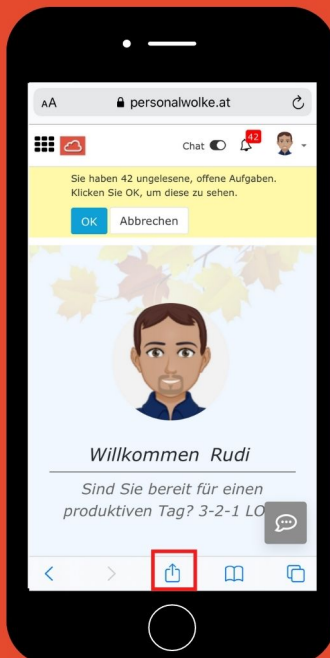 AA personalwolke.at
Chat 42
Sie haben 42 ungelesene, offene Aufgaben.
Klicken Sie OK, um diese zu sehen.
OK Abbrechen
Willkommen Rudi
Sind Sie bereit für einen
produktiven Tag? 3-2-1 LO